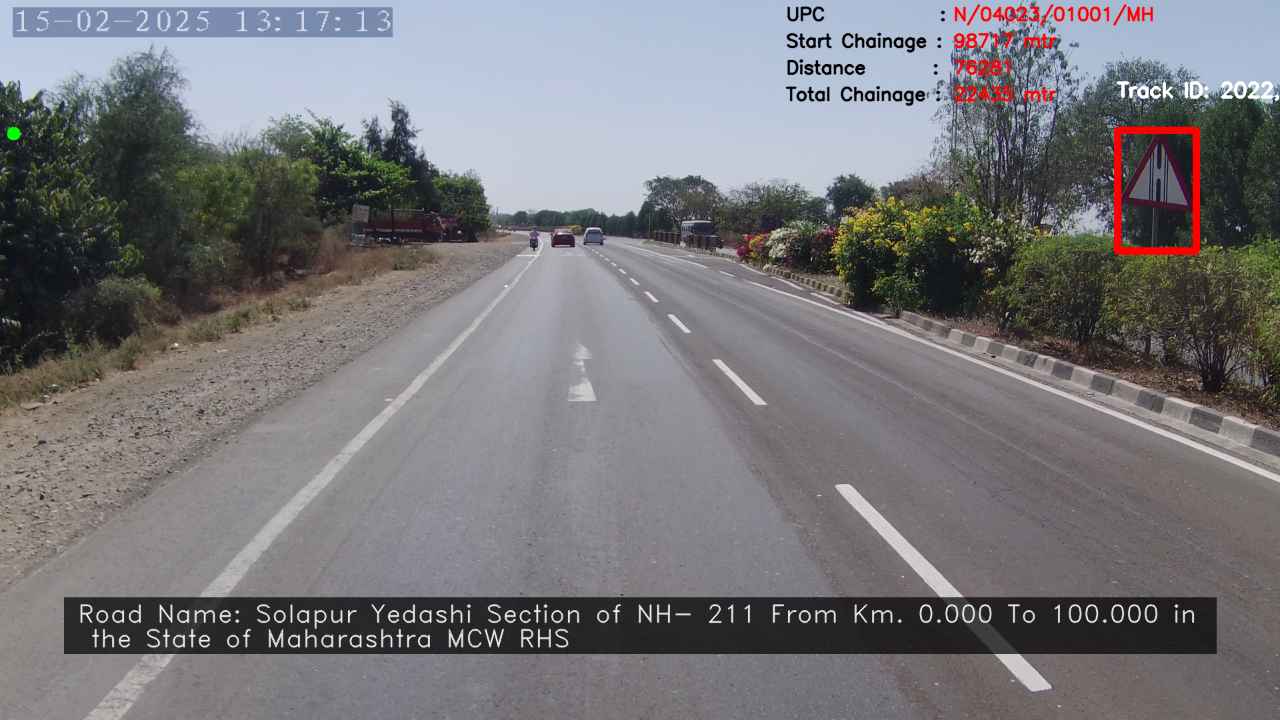 15-02-2025 13:17:13
UPC : N/04023/01001/MH
Start Chainage : 98717 mtr
Distance : 76281
Total Chainage : 22435 mtr
Track ID: 2022,
Road Name: Solapur Yedashi Section of NH- 211 From Km. 0.000 To 100.000 in
the State of Maharashtra MCW RHS